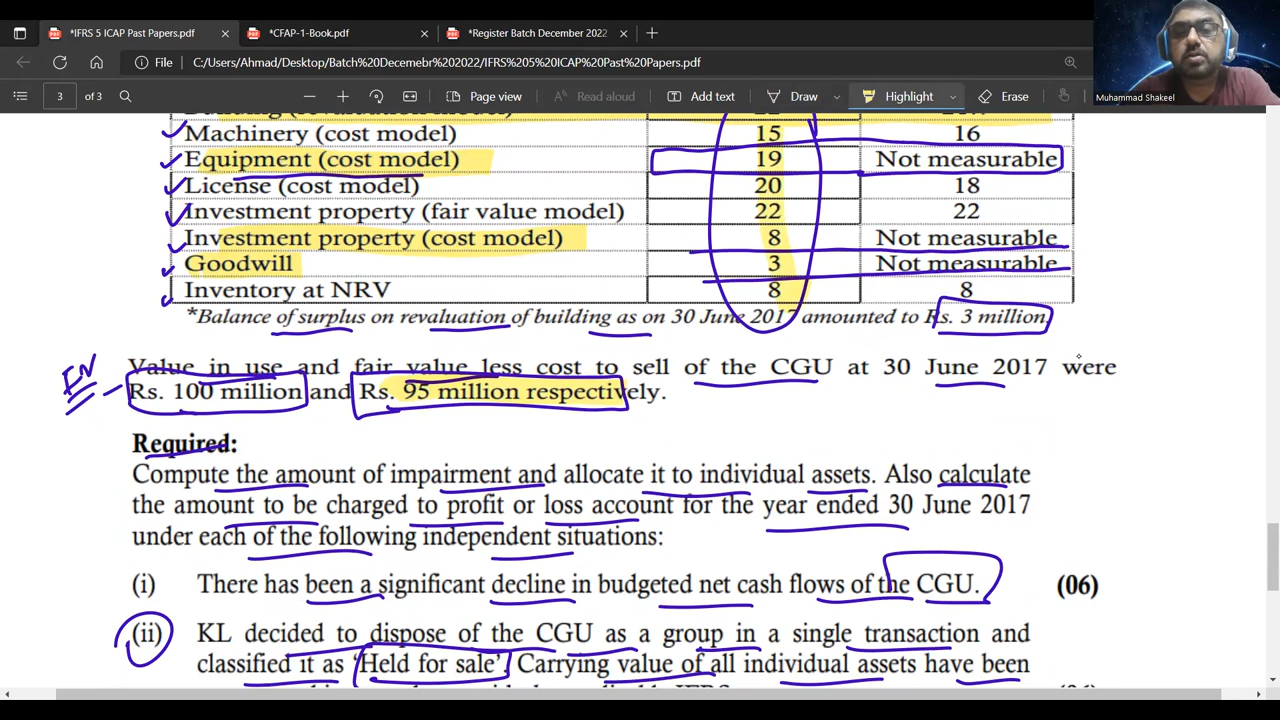 *IFRS 5 ICAP Past Papers.pdf
*CFAP-1-Book.pdf
*Register Batch December 2022
File C:/Users/Ahmad/Desktop/Batch%20Decemebr%202022/IFRS%205%20ICAP%20Past%20Papers.pdf
3 of 3 Page view Read aloud Add text Draw Highlight Erase
Muhammad Shakeel
Machinery (cost model) 15 16
Equipment (cost model) 19 Not measurable
License (cost model) 20 18
Investment property (fair value model) 22 22
Investment property (cost model) 8 Not measurable
Goodwill 3 Not measurable
Inventory at NRV 8 8
*Balance of surplus on revaluation of building as on 30 June 2017 amounted to Rs. 3 million.
Value in use and fair value less cost to sell of the CGU at 30 June 2017 were
Rs. 100 million and Rs. 95 million respectively.
Required:
Compute the amount of impairment and allocate it to individual assets. Also calculate
the amount to be charged to profit or loss account for the year ended 30 June 2017
under each of the following independent situations:
(i) There has been a significant decline in budgeted net cash flows of the CGU. (06)
(ii) KL decided to dispose of the CGU as a group in a single transaction and
classified it as ‘Held for sale’. Carrying value of all individual assets have been